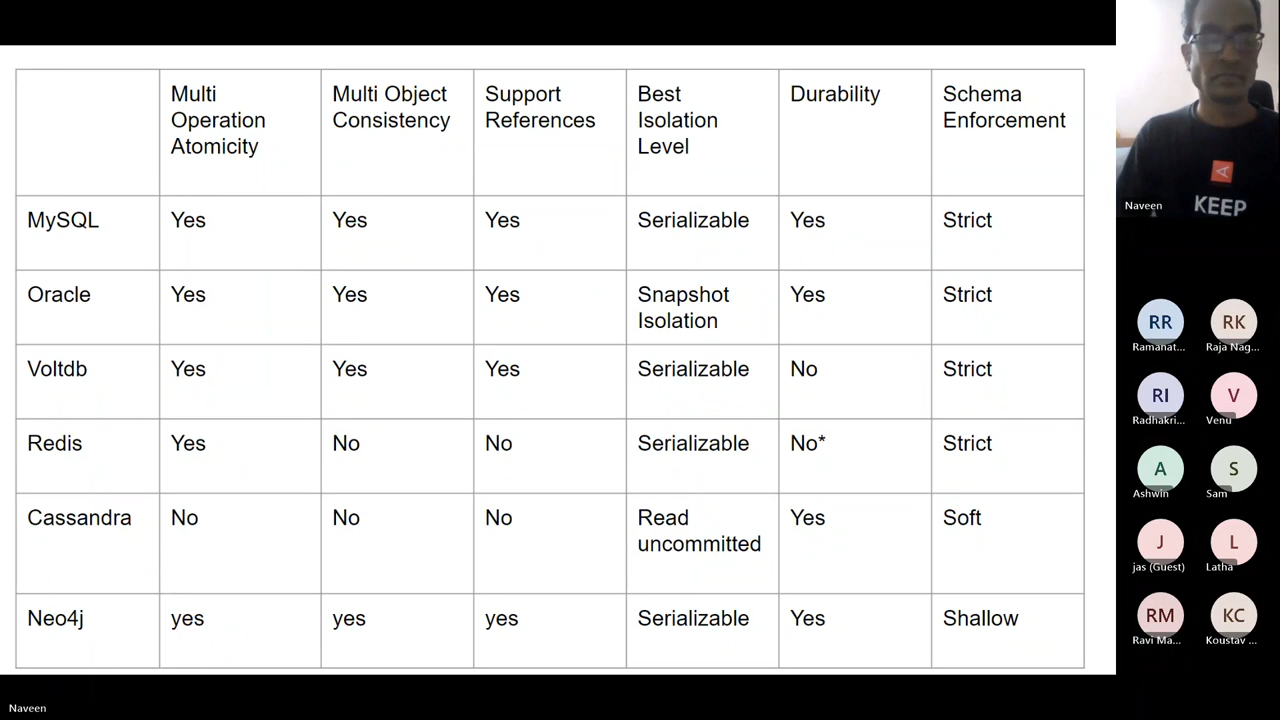 Multi
Operation
Atomicity
Multi Object
Consistency
Support
References
Best
Isolation
Level
Durability
Schema
Enforcement
MySQL
Yes
Yes
Yes
Serializable
Yes
Strict
Oracle
Yes
Yes
Yes
Snapshot
Isolation
Yes
Strict
Voltdb
Yes
Yes
Yes
Serializable
No
Strict
Redis
Yes
No
No
Serializable
No*
Strict
Cassandra
No
No
No
Read
uncommitted
Yes
Soft
Neo4j
yes
yes
yes
Serializable
Yes
Shallow
KEEP
Naveen
RR
Ramanat...
RK
Raja Nag...
RI
Radhakri...
V
Venu
A
Ashwin
S
Sam
J
jas (Guest)
L
Latha
RM
Ravi Ma...
KC
Koustav ...
Naveen